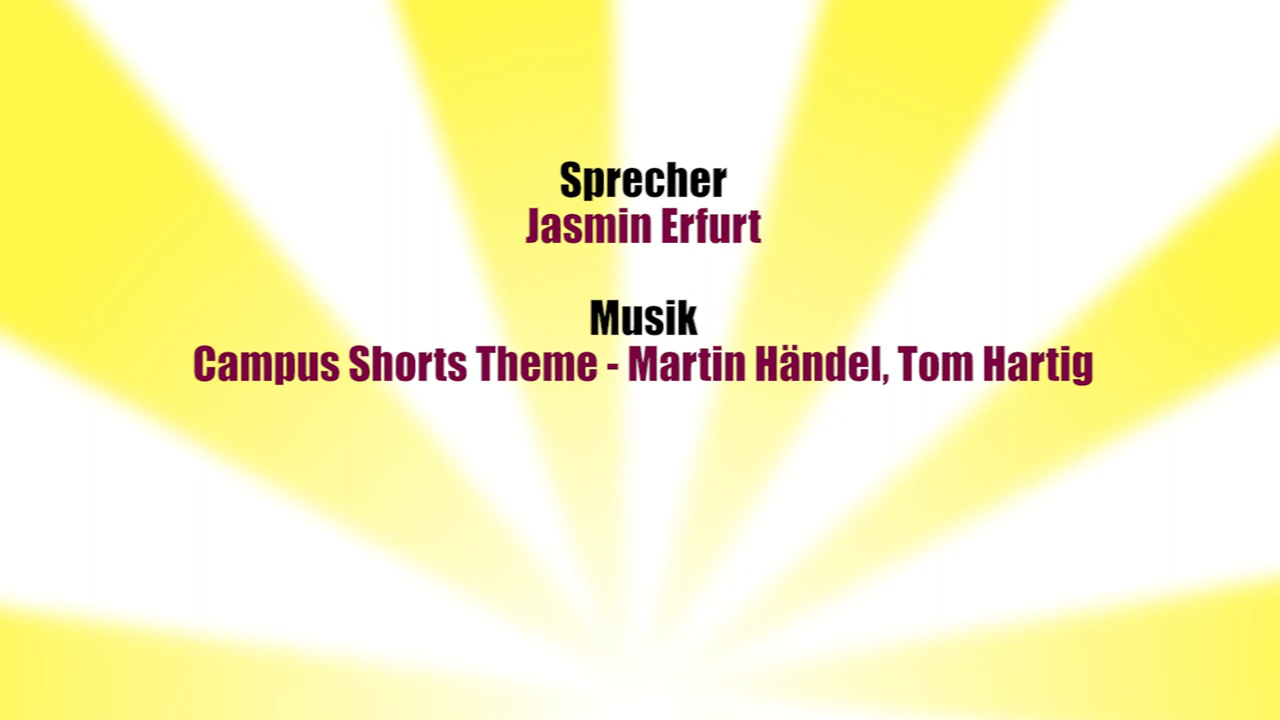 Sprecher
Jasmin Erfurt
Musik
Campus Shorts Theme - Martin Händel, Tom Hartig